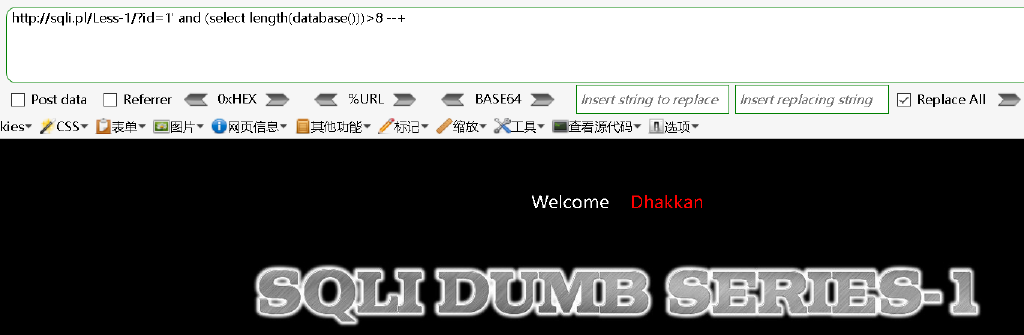 http://sqli.pl/Less-1/?id=1' and (select length(database()))>8 --+
Post data Referrer 0xHEX %URL BASE64 Insert string to replace Insert replacing string Replace All
kies CSS 表单 图片 网页信息 其他功能 标记 缩放 工具 查看源代码 选项
Welcome Dhakkan
SQLI DUMB SERIES-1